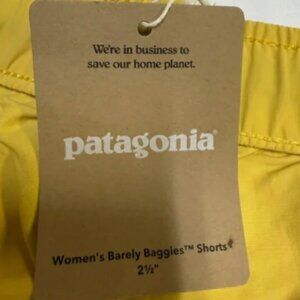 We're in business to
save our home planet.
patagonia®
Women's Barely Baggies™ Shorts
2½"